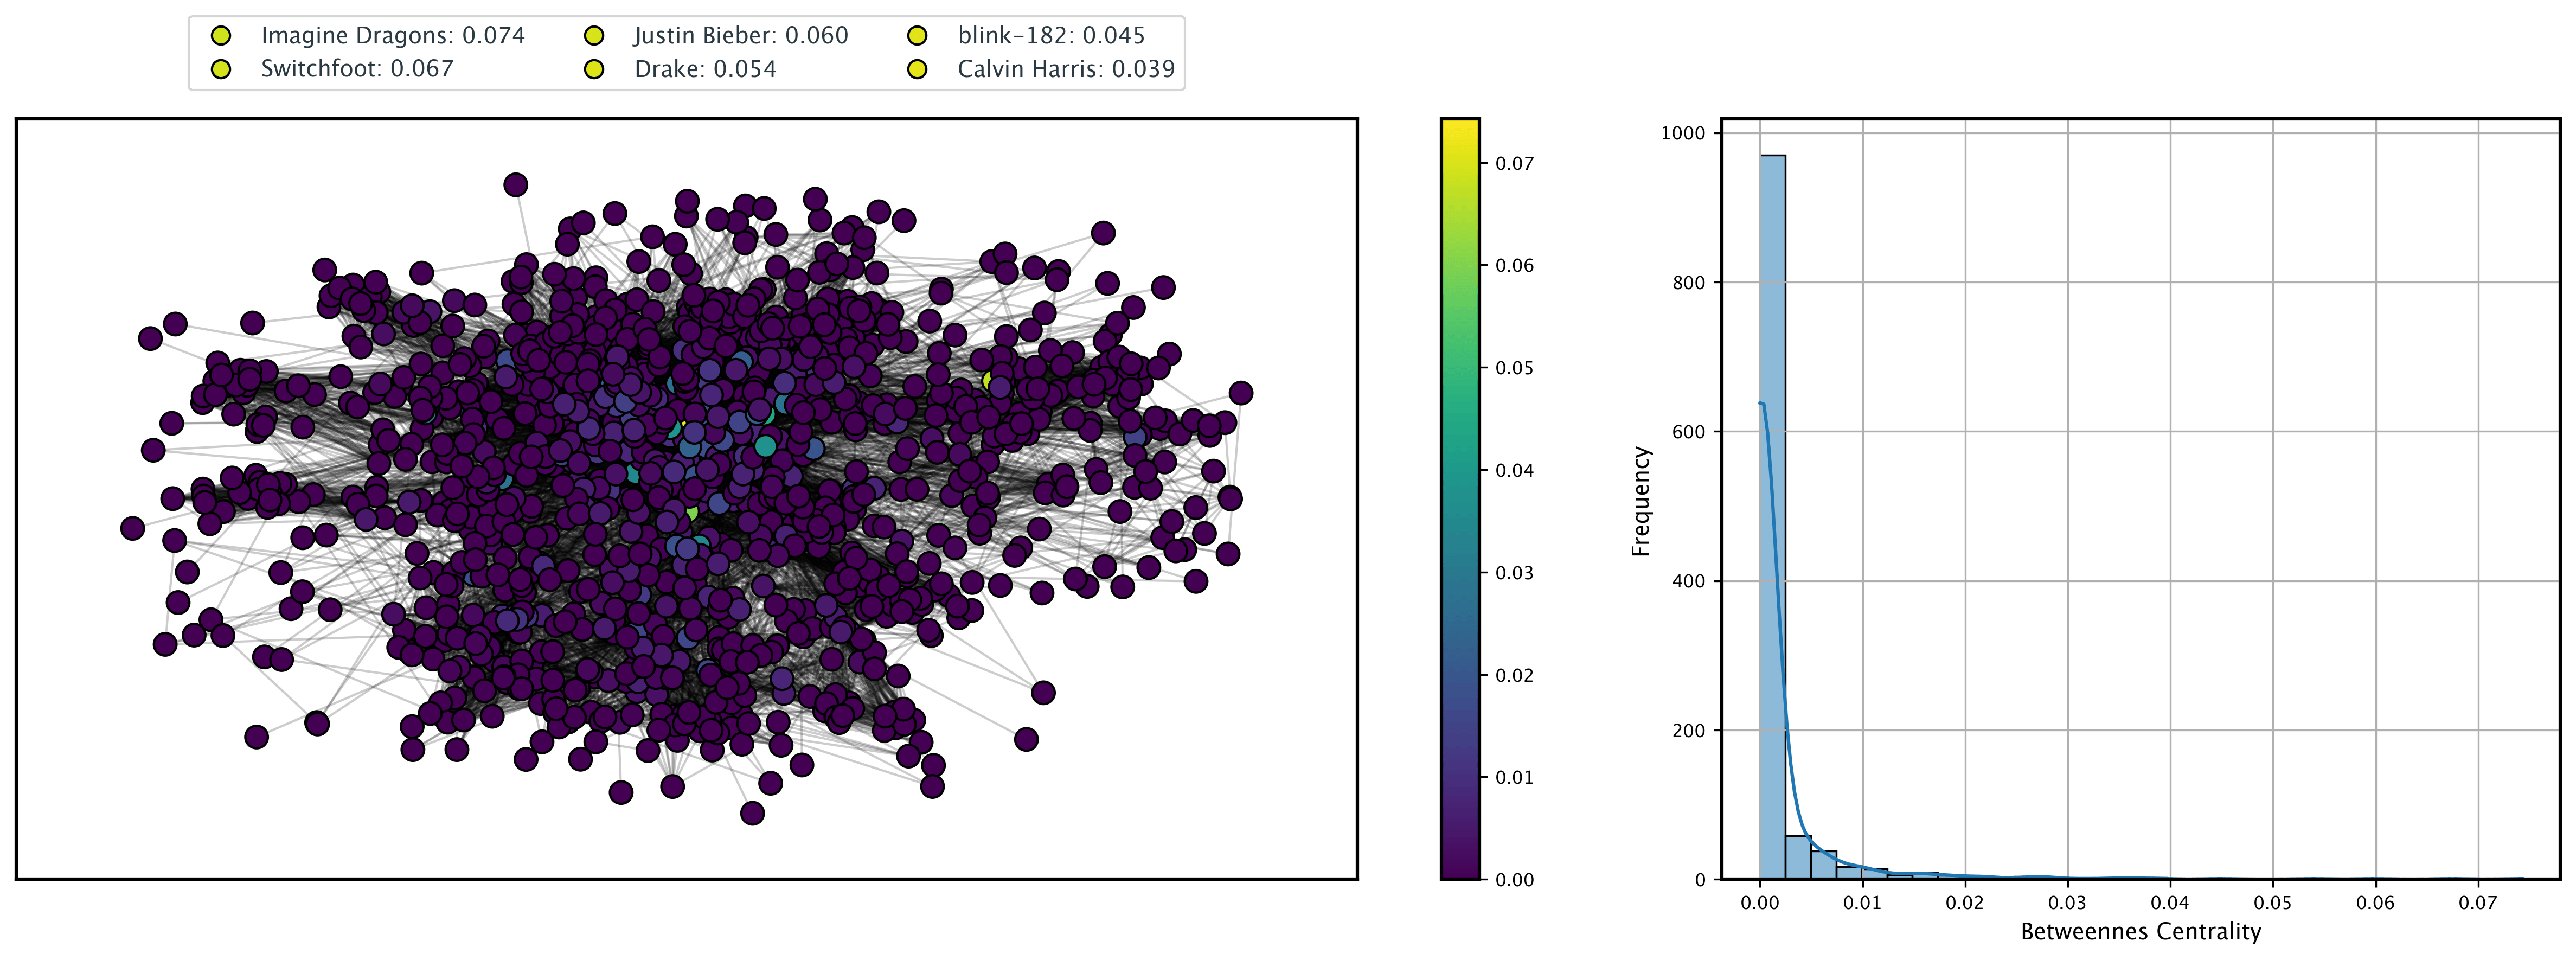 Imagine Dragons: 0.074 Justin Bieber: 0.060 blink-182: 0.045
Switchfoot: 0.067 Drake: 0.054 Calvin Harris: 0.039
0.07
0.06
0.05
0.04
0.03
0.02
0.01
0.00
Frequency
1000
800
600
400
200
0
0.00 0.01 0.02 0.03 0.04 0.05 0.06 0.07
Betweennes Centrality